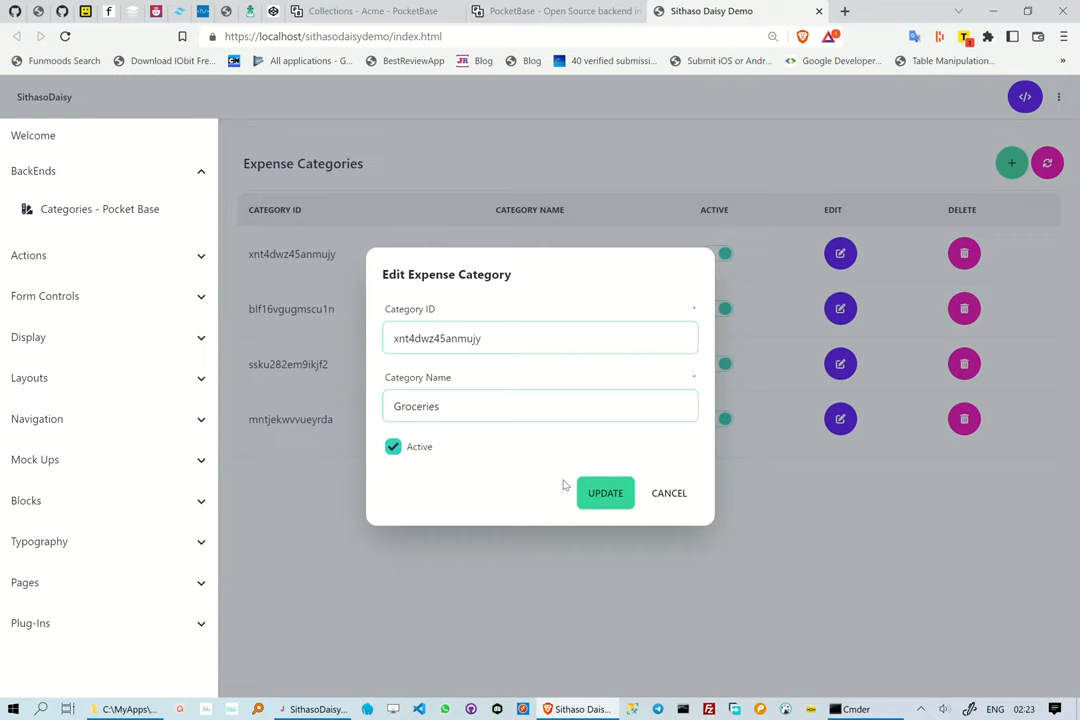 Collections - Acme - PocketBase
PocketBase - Open Source backend in
Sithaso Daisy Demo
https://localhost/sithasodaisydemo/index.html
Funmoods Search
Download IObit Fre...
All applications - G...
BestReviewApp
JR Blog
Blog
40 verified submissi...
Submit iOS or Andr...
Google Developer...
Table Manipulation...
»
SithasoDaisy
</>
Welcome
BackEnds
Categories - Pocket Base
Actions
Form Controls
Display
Layouts
Navigation
Mock Ups
Blocks
Typography
Pages
Plug-Ins
Expense Categories
CATEGORY ID
CATEGORY NAME
ACTIVE
EDIT
DELETE
xnt4dwz45anmujy
blf16vgugmscu1n
ssku282em9ikjf2
mntjekwvvueyrda
Edit Expense Category
Category ID *
xnt4dwz45anmujy
Category Name *
Groceries
Active
UPDATE
CANCEL
C:\MyApps\...
SithasoDaisy...
Sithaso Dais...
Cmder
ENG
02:23